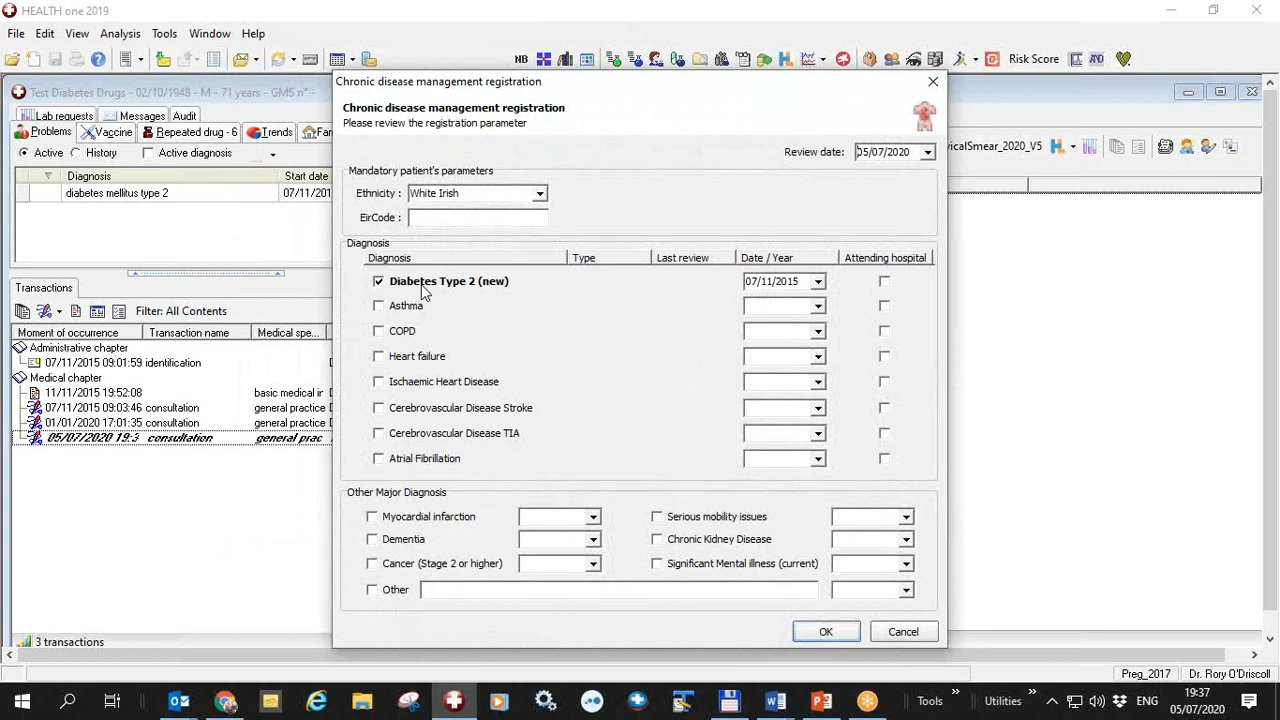 HEALTH one 2019
File Edit View Analysis Tools Window Help
NB
Risk Score
Test Diabetes Drugs - 02/10/1948 - M - 71 years - GMS n° -
Lab requests Messages Audit
Problems Vaccine Repeated drug - 6 Trends Far
Active History Active diagnosis
Diagnosis Start date
diabetes mellitus type 2 07/11/201
Transactions
Filter: All Contents
Moment of occurrence Transaction name Medical spe...
Administrative chapter
07/11/2015 09:01:59 identification
Medical chapter
11/11/2015 19:52:08 basic medical ir
07/11/2015 09:03:46 consultation general practice
07/01/2020 17:01:35 consultation general practice
05/07/2020 19:3 consultation general prac
3 transactions
Chronic disease management registration
Chronic disease management registration
Please review the registration parameter
Review date: 05/07/2020
vicalSmear_2020_V5
Mandatory patient's parameters
Ethnicity : White Irish
EirCode :
Diagnosis
Diagnosis Type Last review Date / Year Attending hospital
Diabetes Type 2 (new) 07/11/2015
Asthma
COPD
Heart failure
Ischaemic Heart Disease
Cerebrovascular Disease Stroke
Cerebrovascular Disease TIA
Atrial Fibrillation
Other Major Diagnosis
Myocardial infarction Serious mobility issues
Dementia Chronic Kidney Disease
Cancer (Stage 2 or higher) Significant Mental illness (current)
Other
OK Cancel
Preg_2017 Dr. Rory O'Driscoll
Tools Utilities ENG 19:37
05/07/2020